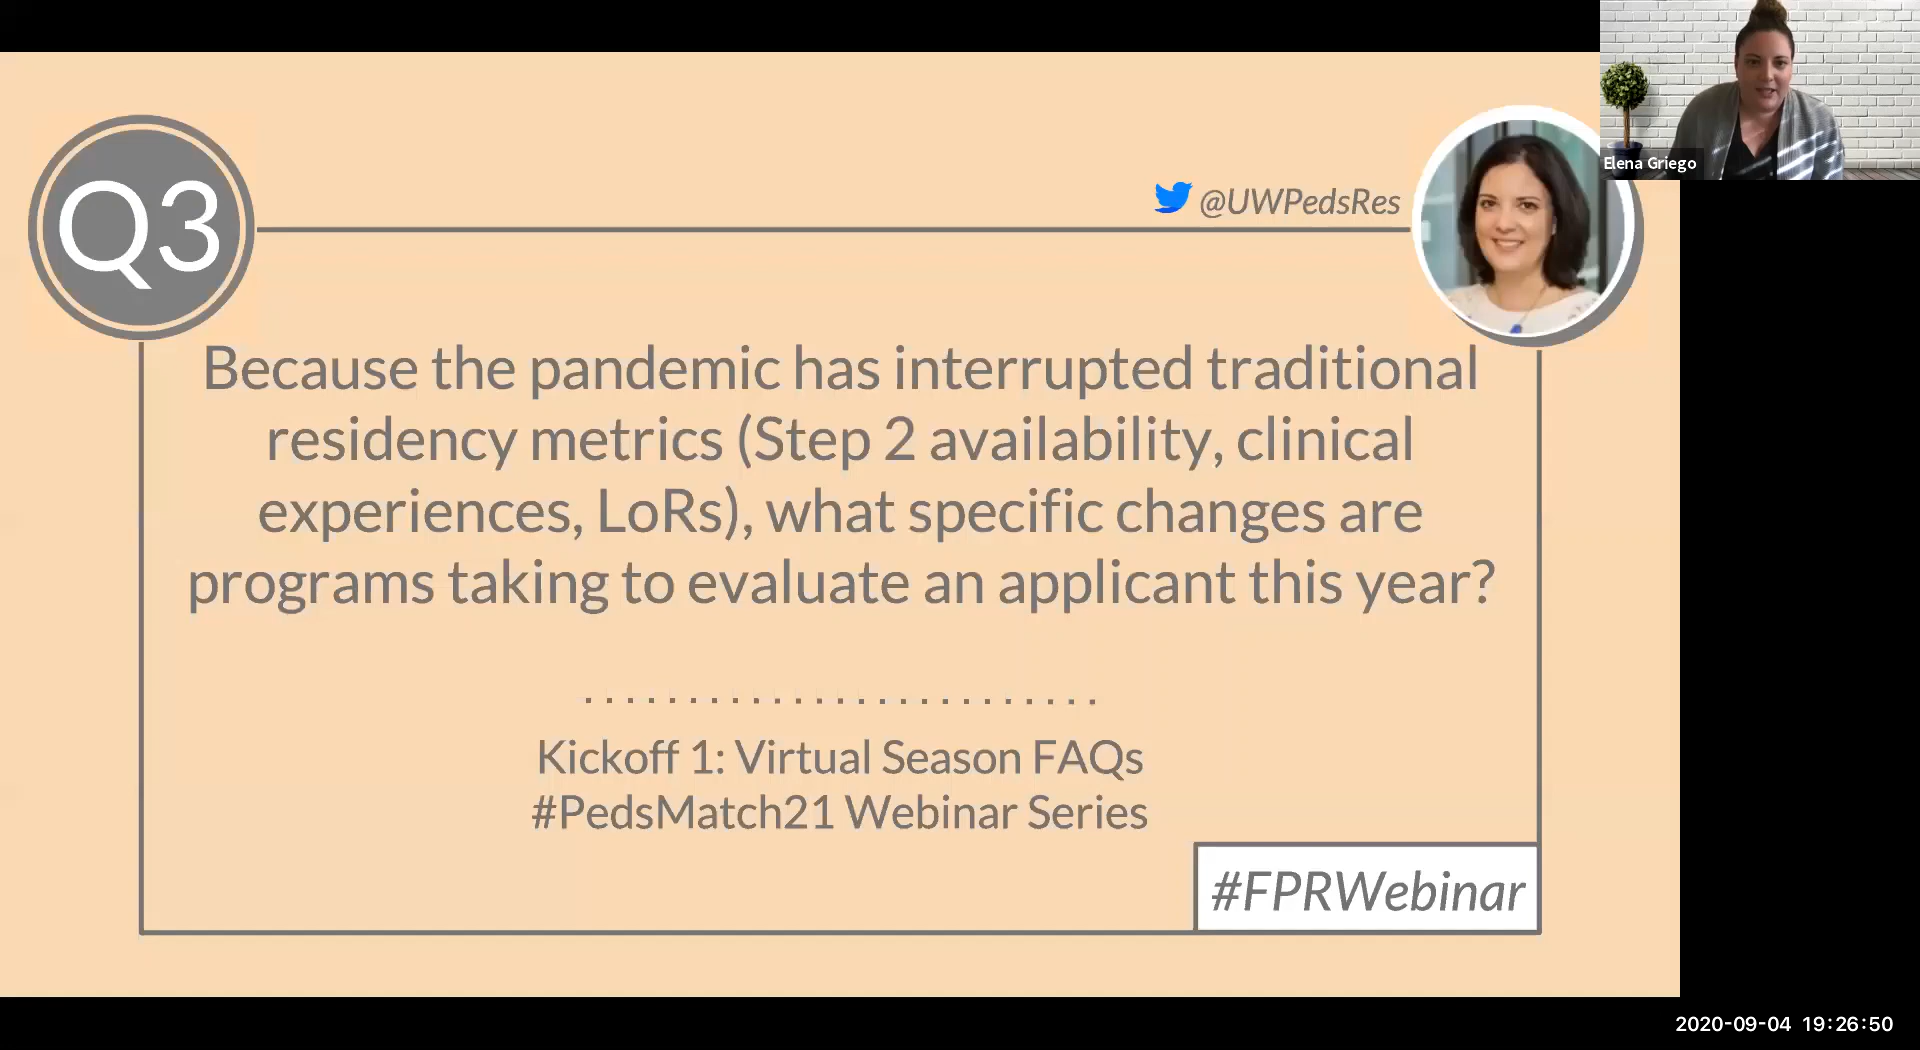 Elena Griego
Q3
@UWPedsRes
Because the pandemic has interrupted traditional
residency metrics (Step 2 availability, clinical
experiences, LoRs), what specific changes are
programs taking to evaluate an applicant this year?
Kickoff 1: Virtual Season FAQs
#PedsMatch21 Webinar Series
#FPRWebinar
2020-09-04 19:26:50